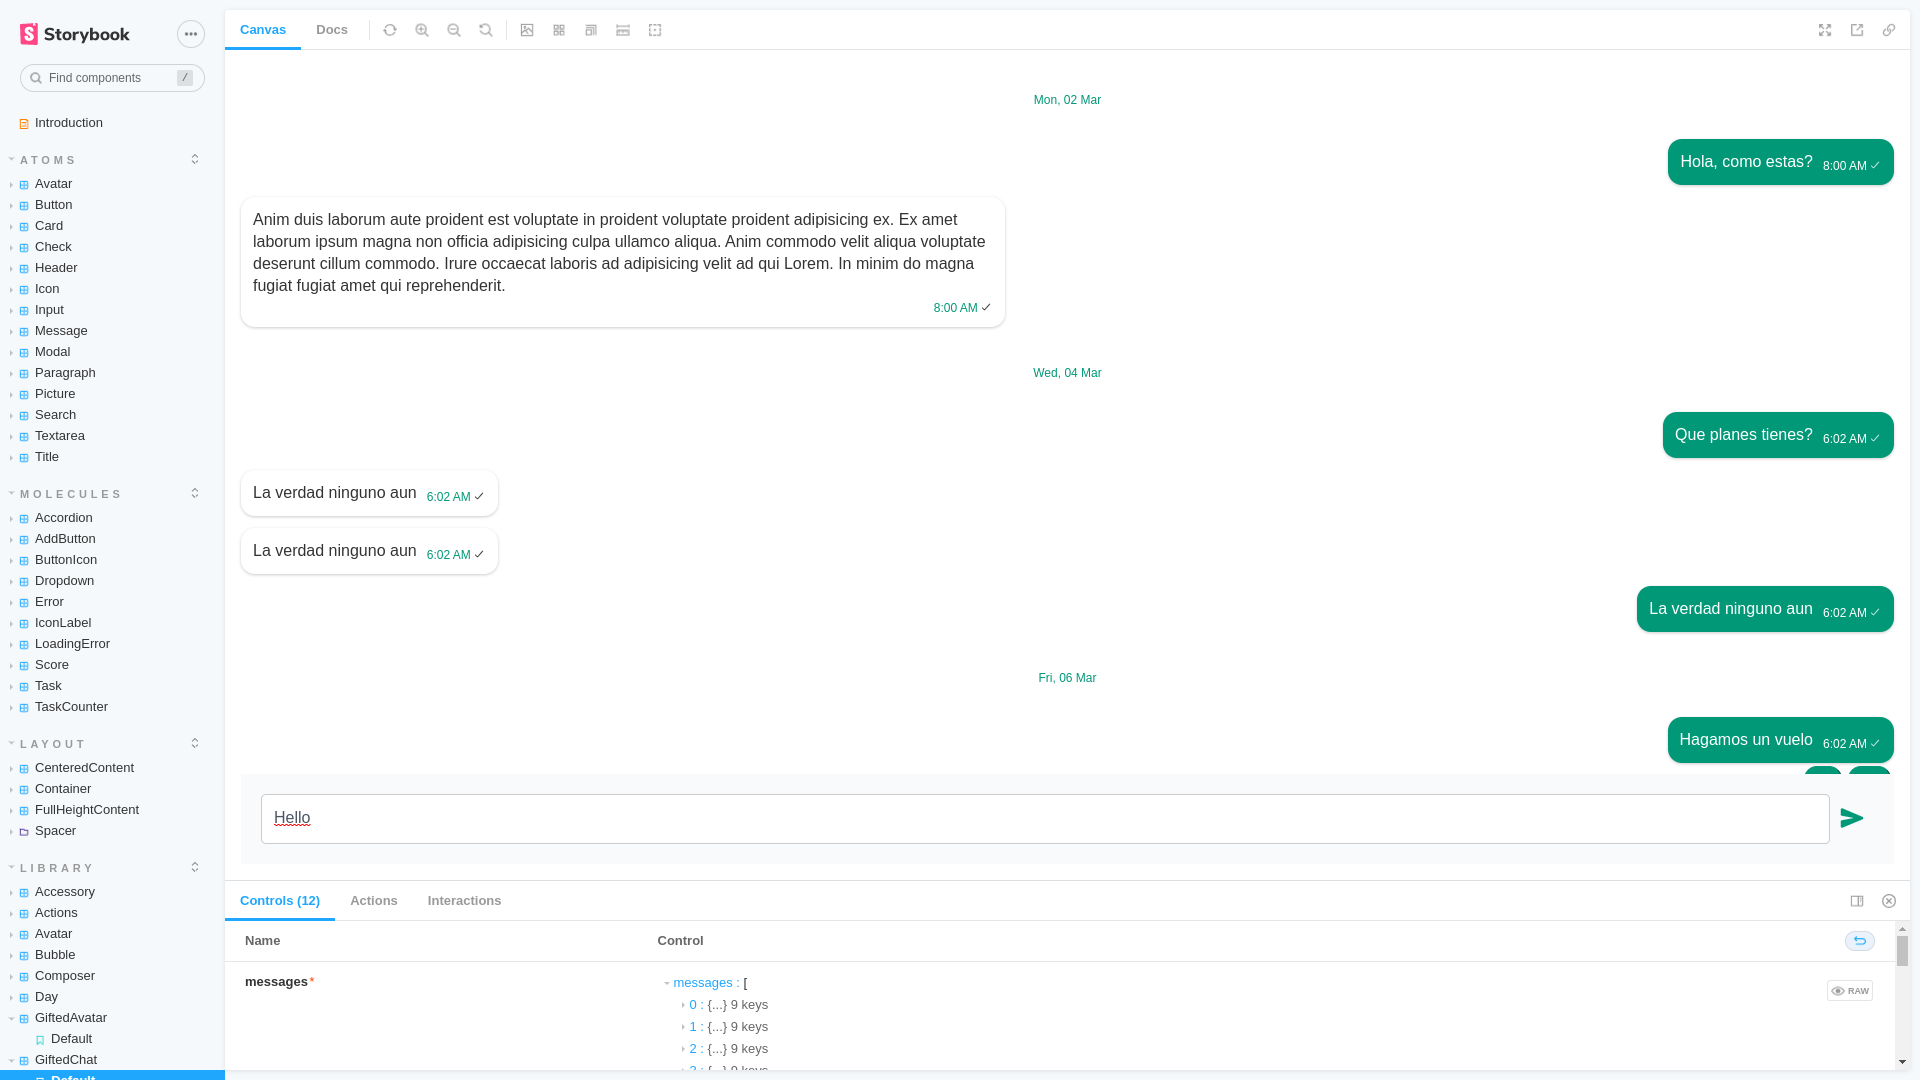 Storybook
Find components
/
Introduction
ATOMS
Avatar
Button
Card
Check
Header
Icon
Input
Message
Modal
Paragraph
Picture
Search
Textarea
Title
MOLECULES
Accordion
AddButton
ButtonIcon
Dropdown
Error
IconLabel
LoadingError
Score
Task
TaskCounter
LAYOUT
CenteredContent
Container
FullHeightContent
Spacer
LIBRARY
Accessory
Actions
Avatar
Bubble
Composer
Day
GiftedAvatar
Default
GiftedChat
Default
Canvas
Docs
Mon, 02 Mar
Hola, como estas? 8:00 AM
Anim duis laborum aute proident est voluptate in proident voluptate proident adipisicing ex. Ex amet
laborum ipsum magna non officia adipisicing culpa ullamco aliqua. Anim commodo velit aliqua voluptate
deserunt cillum commodo. Irure occaecat laboris ad adipisicing velit ad qui Lorem. In minim do magna
fugiat fugiat amet qui reprehenderit.
8:00 AM
Wed, 04 Mar
Que planes tienes? 6:02 AM
La verdad ninguno aun 6:02 AM
La verdad ninguno aun 6:02 AM
La verdad ninguno aun 6:02 AM
Fri, 06 Mar
Hagamos un vuelo 6:02 AM
Hello
Controls (12)
Actions
Interactions
Name
Control
messages*
messages : [
RAW
0 : {...} 9 keys
1 : {...} 9 keys
2 : {...} 9 keys
3 : {...} 9 keys